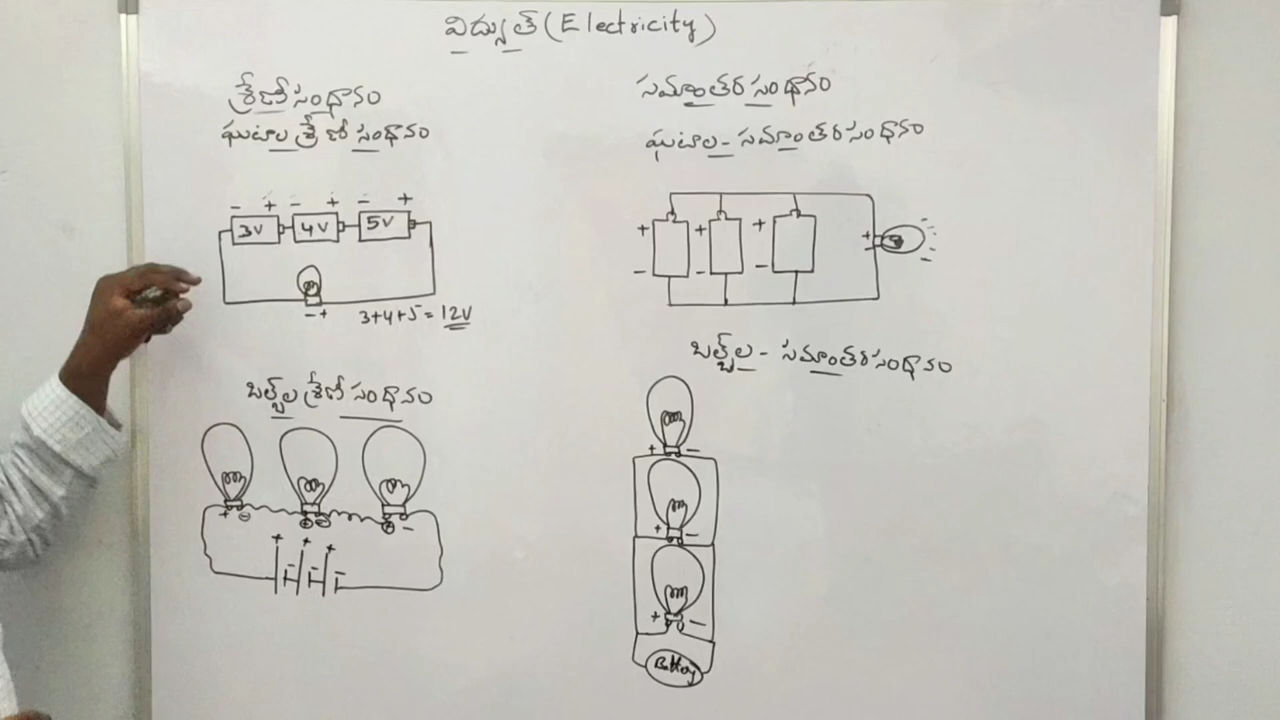 విద్యుత్ (Electricity)
శ్రేణి సంధానం
ఘటాల శ్రేణి సంధానం
- + - + - +
3V 4V 5V
- +
3+4+5 = 12V
బల్బ్‌ల శ్రేణి సంధానం
+ - + - + -
+ + +
- - -
సమాంతర సంధానం
ఘటాల - సమాంతర సంధానం
+ + + +
- - - -
బల్బ్‌ల - సమాంతర సంధానం
+ -
+ -
+ -
Battery